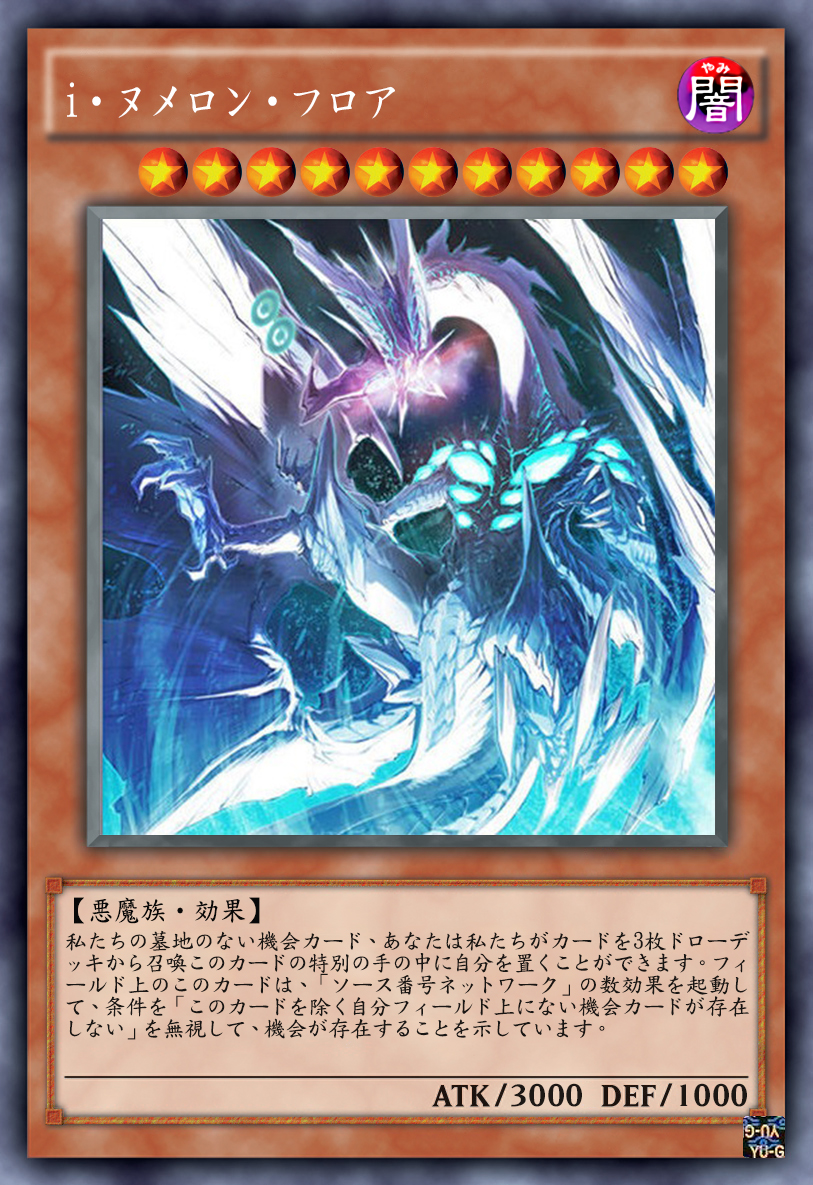 i・ヌメロン・フロア
やみ
闇
【悪魔族・効果】
私たちの墓地のない機会カード、あなたは私たちがカードを3枚ドローデ
ッキから召喚このカードの特別の手の中に自分を置くことができます。フィ
ールド上のこのカードは、「ソース番号ネットワーク」の数効果を起動し
て、条件を「このカードを除く自分フィールド上にない機会カードが存在
しない」を無視して、機会が存在することを示しています。
ATK/3000 DEF/1000
YU-G
YU-G